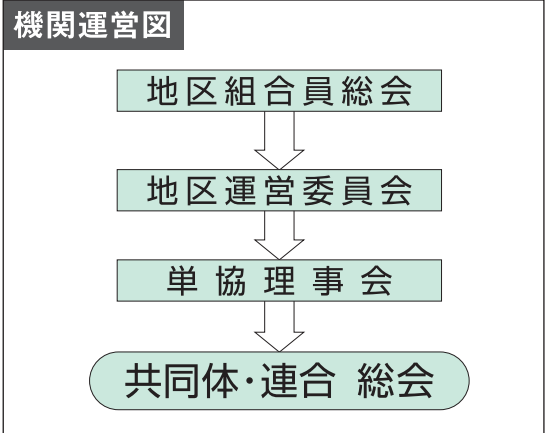 機関運営図
地区組合員総会
地区運営委員会
単協理事会
共同体・連合 総会